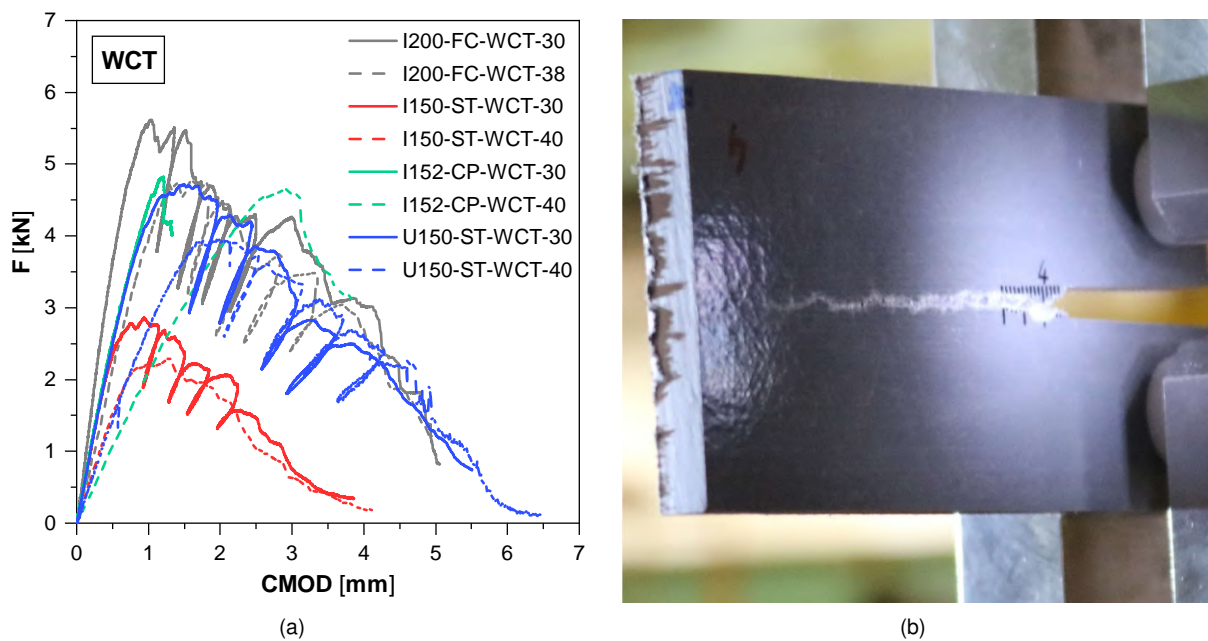 7
6
5
4
3
2
1
0
F [kN]
WCT
I200-FC-WCT-30
I200-FC-WCT-38
I150-ST-WCT-30
I150-ST-WCT-40
I152-CP-WCT-30
I152-CP-WCT-40
U150-ST-WCT-30
U150-ST-WCT-40
0 1 2 3 4 5 6 7
CMOD [mm]
(a)
4
(b)